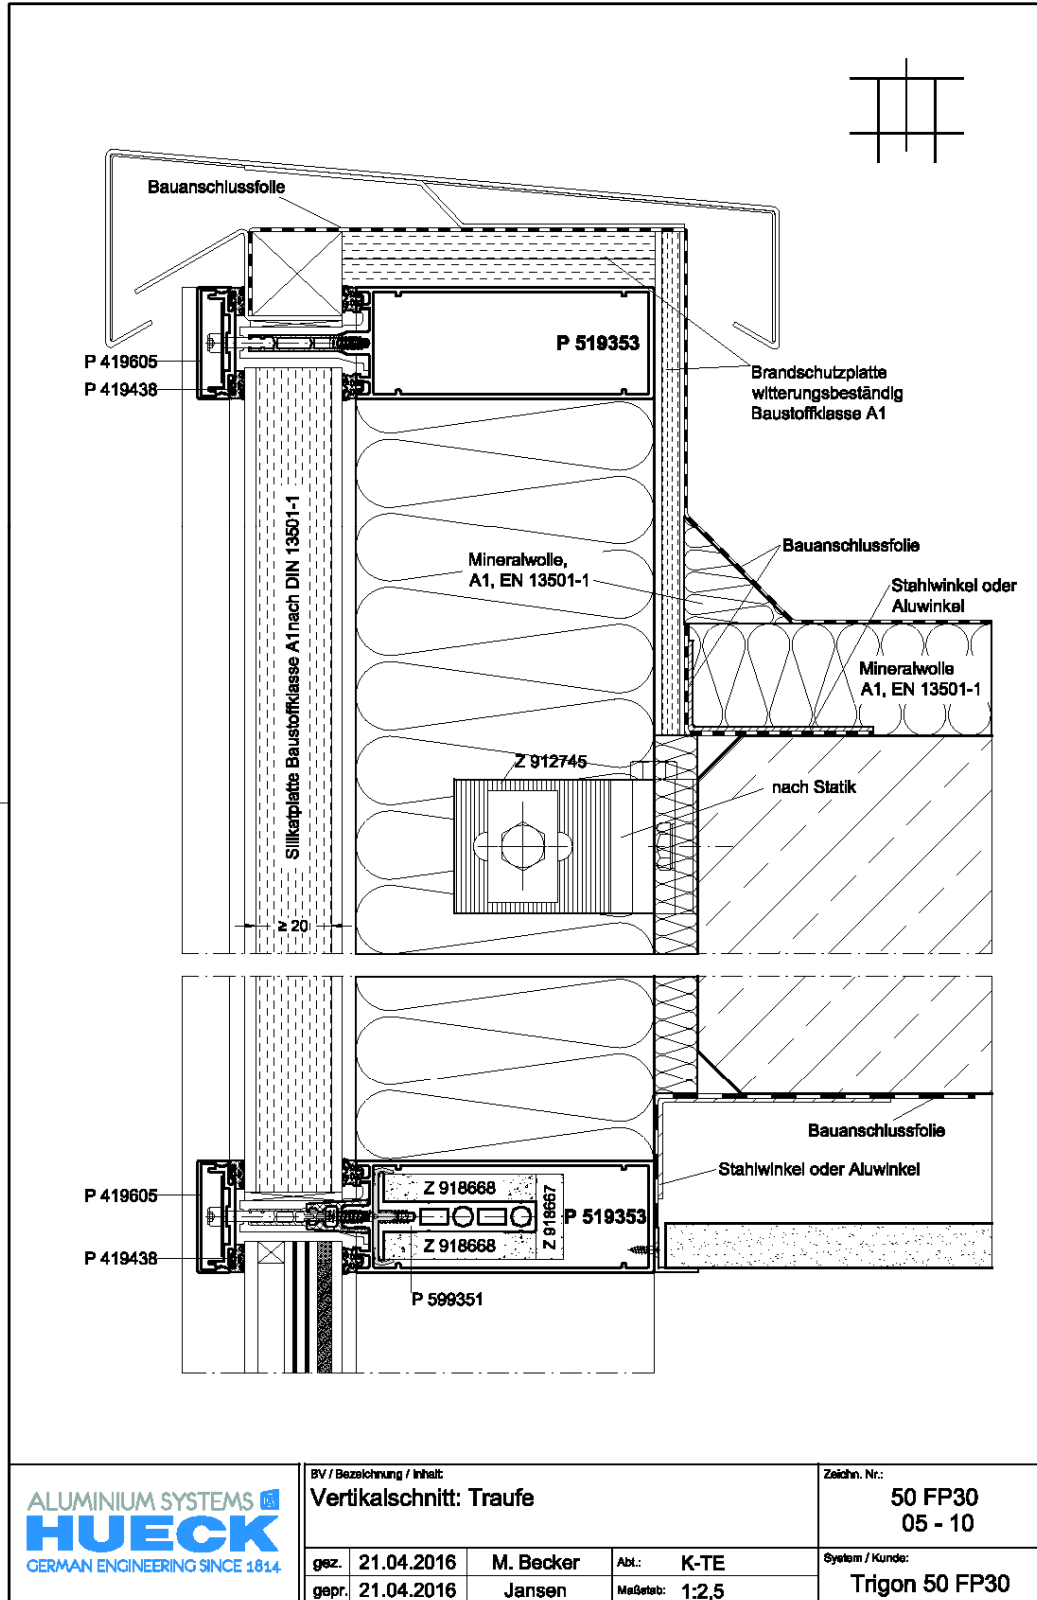 Bauanschlussfolie
P 419605
P 419438
P 519353
Brandschutzplatte
witterungsbeständig
Baustoffklasse A1
Silikatplatte Baustoffklasse A1nach DIN 13501-1
Mineralwolle,
A1, EN 13501-1
Bauanschlussfolie
Stahlwinkel oder
Aluwinkel
Mineralwolle
A1, EN 13501-1
Z 912745
nach Statik
≥ 20
Bauanschlussfolie
Stahlwinkel oder Aluwinkel
P 419605
P 419438
Z 918668
Z 918667
P 519353
Z 918668
P 599351
ALUMINIUM SYSTEMS
HUECK
GERMAN ENGINEERING SINCE 1814
BV / Bezeichnung / Inhalt:
Vertikalschnitt: Traufe
Zeichn. Nr.:
50 FP30
05 - 10
gez. 21.04.2016 M. Becker Abt.: K-TE
gepr. 21.04.2016 Jansen Maßstab: 1:2,5
System / Kunde:
Trigon 50 FP30